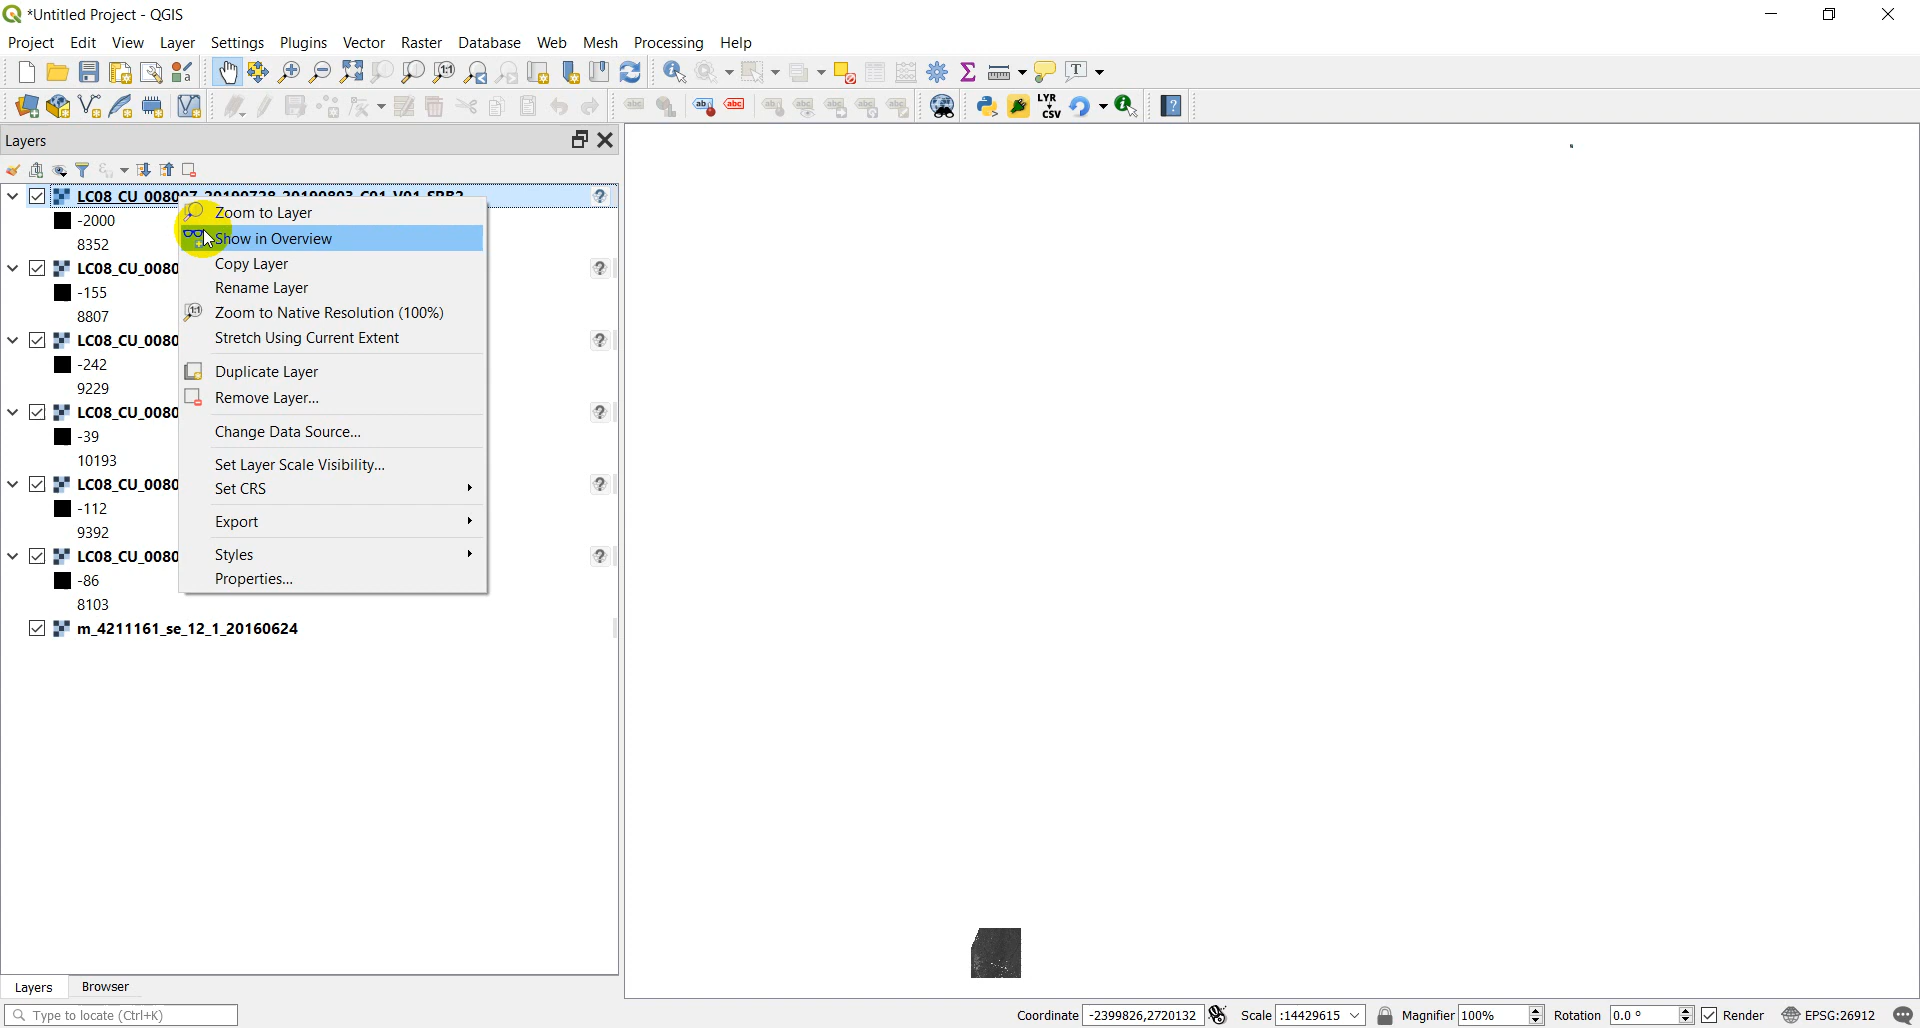 *Untitled Project - QGIS
Project Edit View Layer Settings Plugins Vector Raster Database Web Mesh Processing Help
Layers
-2000
8352
LC08_CU_0080
-155
8807
LC08_CU_0080
-242
9229
LC08_CU_0080
-39
10193
LC08_CU_0080
-112
9392
LC08_CU_0080
-86
8103
m_4211161_se_12_1_20160624
Zoom to Layer
Show in Overview
Copy Layer
Rename Layer
Zoom to Native Resolution (100%)
Stretch Using Current Extent
Duplicate Layer
Remove Layer...
Change Data Source...
Set Layer Scale Visibility...
Set CRS
Export
Styles
Properties...
Layers Browser
Type to locate (Ctrl+K)
Coordinate -2399826,2720132 Scale :14429615 Magnifier 100% Rotation 0.0 ° Render EPSG:26912